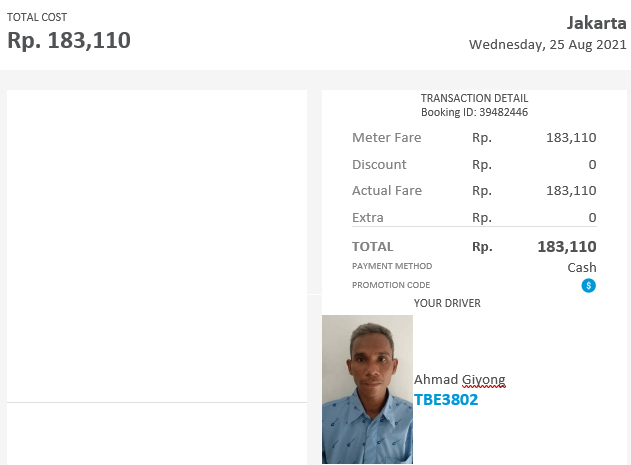 TOTAL COST
Rp. 183,110
Jakarta
Wednesday, 25 Aug 2021
TRANSACTION DETAIL
Booking ID: 39482446
Meter Fare Rp. 183,110
Discount Rp. 0
Actual Fare Rp. 183,110
Extra Rp. 0
TOTAL Rp. 183,110
PAYMENT METHOD Cash
PROMOTION CODE $
YOUR DRIVER
Ahmad Giyong
TBE3802